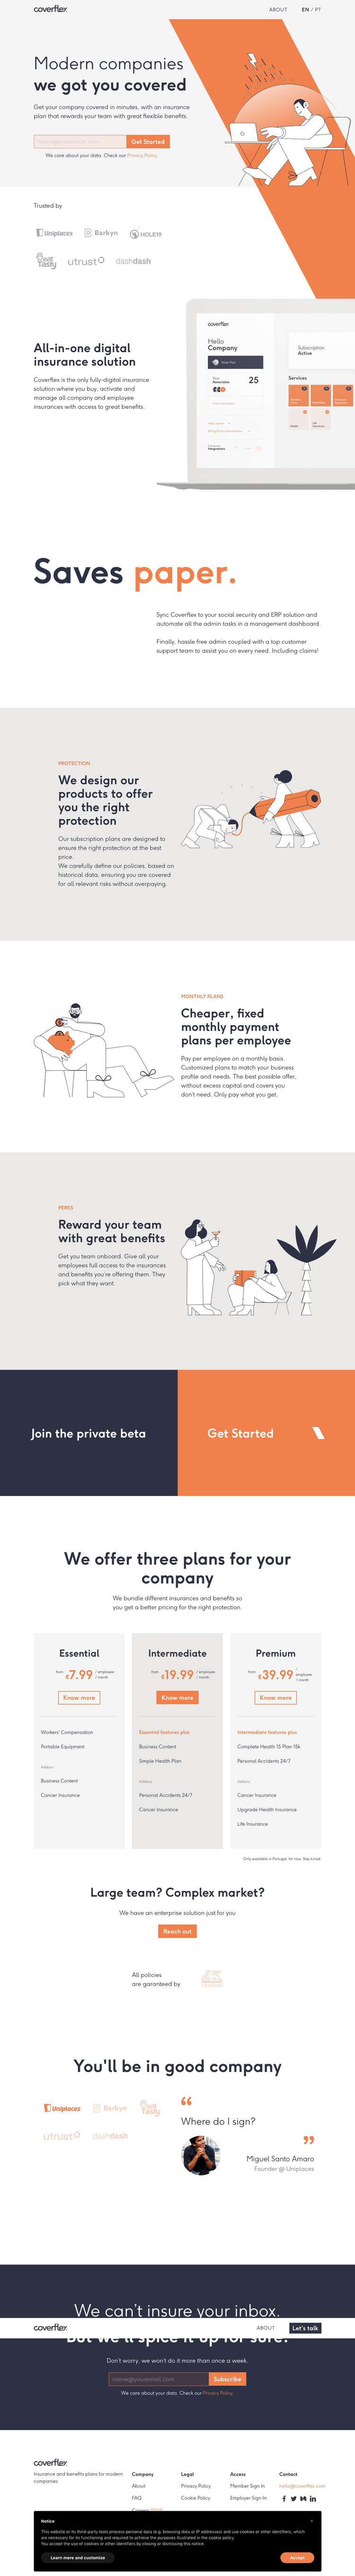 coverflex.
ABOUT
EN / PT
Modern companies
we got you covered
Get your company covered in minutes, with an insurance
plan that rewards your team with great flexible benefits.
name@youremail.com
Get Started
We care about your data. Check our Privacy Policy.
Trusted by
Uniplaces
Barkyn
HOLE19
Eat Tasty
utrust
dashdash
All-in-one digital
insurance solution
Coverflex is the only fully-digital insurance
solution where you buy, activate and
manage all company and employee
insurances with access to great benefits.
coverflex
Hello
Company
25
Subscription
Active
Services
Saves paper.
Sync Coverflex to your social security and ERP solution and
automate all the admin tasks in a management dashboard.
Finally, hassle free admin coupled with a top customer
support team to assist you on every need. Including claims!
PROTECTION
We design our
products to offer
you the right
protection
Our subscription plans are designed to
ensure the right protection at the best
price.
We carefully define our policies, based on
historical data, ensuring you are covered
for all relevant risks without overpaying.
MONTHLY PLANS
Cheaper, fixed
monthly payment
plans per employee
Pay per employee on a monthly basis.
Customized plans to match your business
profile and needs. The best possible offer,
without excess capital and covers you
don't need. Only pay what you get.
PERKS
Reward your team
with great benefits
Get you team onboard. Give all your
employees full access to the insurances
and benefits you're offering them. They
pick what they want.
Join the private beta
Get Started
We offer three plans for your
company
We bundle different insurances and benefits so
you get a better pricing for the right protection.
Essential
from €7.99 / employee / month
Know more
Workers' Compensation
Portable Equipment
Addons
Business Content
Cancer Insurance
Intermediate
from €19.99 / employee / month
Know more
Essential features plus
Business Content
Simple Health Plan
Addons
Personal Accidents 24/7
Cancer Insurance
Premium
from €39.99 / employee / month
Know more
Intermediate features plus
Complete Health 15 Plan 15k
Personal Accidents 24/7
Addons
Cancer Insurance
Upgrade Health Insurance
Life Insurance
Only available in Portugal, for now. Stay tuned!
Large team? Complex market?
We have an enterprise solution just for you
Reach out
All policies
are garanteed by
You'll be in good company
Uniplaces
Barkyn
Eat Tasty
utrust
dashdash
“
Where do I sign?
”
Miguel Santo Amaro
Founder @ Uniplaces
We can't insure your inbox.
coverflex.
ABOUT
Let's talk
But we'll spice it up for sure!
Don't worry, we won't do it more than once a week.
name@youremail.com
Subscribe
We care about your data. Check our Privacy Policy.
coverflex.
Insurance and benefits plans for modern
companies
Company
About
FAQ
Legal
Privacy Policy
Cookie Policy
Access
Member Sign In
Employer Sign In
Contact
hello@coverflex.com
Notice
×
This website or its third-party tools process personal data (e.g. browsing data or IP addresses) and use cookies or other identifiers, which
are necessary for its functioning and required to achieve the purposes illustrated in the cookie policy.
You accept the use of cookies or other identifiers by closing or dismissing this notice.
Learn more and customize
Accept